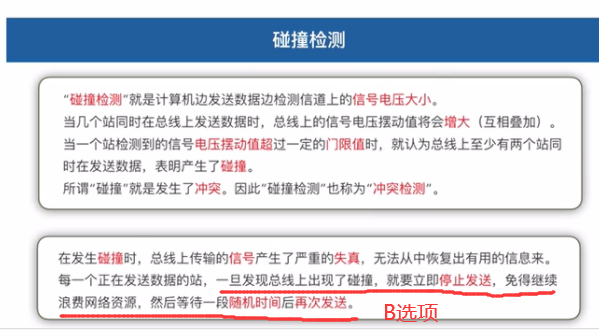 碰撞检测
“碰撞检测”就是计算机边发送数据边检测信道上的信号电压大小。
当几个站同时在总线上发送数据时，总线上的信号电压摆动值将会增大（互相叠加）。
当一个站检测到的信号电压摆动值超过一定的门限值时，就认为总线上至少有两个站同
时在发送数据，表明产生了碰撞。
所谓“碰撞”就是发生了冲突。因此“碰撞检测”也称为“冲突检测”。
在发生碰撞时，总线上传输的信号产生了严重的失真，无法从中恢复出有用的信息来。
每一个正在发送数据的站，一旦发现总线上出现了碰撞，就要立即停止发送，免得继续
浪费网络资源，然后等待一段随机时间后再次发送。
B选项